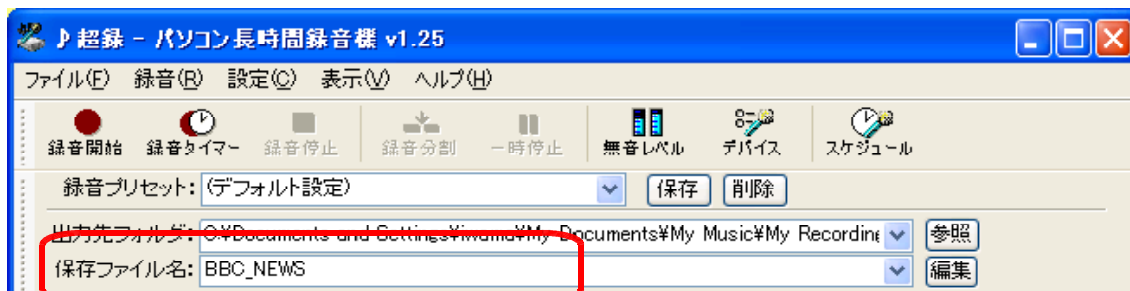 ♪超録 - パソコン長時間録音機 v1.25
ファイル(F) 録音(R) 設定(C) 表示(V) ヘルプ(H)
録音開始 録音タイマー 録音停止 録音分割 一時停止 無音レベル デバイス スケジュール
録音プリセット: (デフォルト設定) 保存 削除
出力先フォルダ: C:¥Documents and Settings¥iwama¥My Documents¥My Music¥My Recording 参照
保存ファイル名: BBC_NEWS 編集